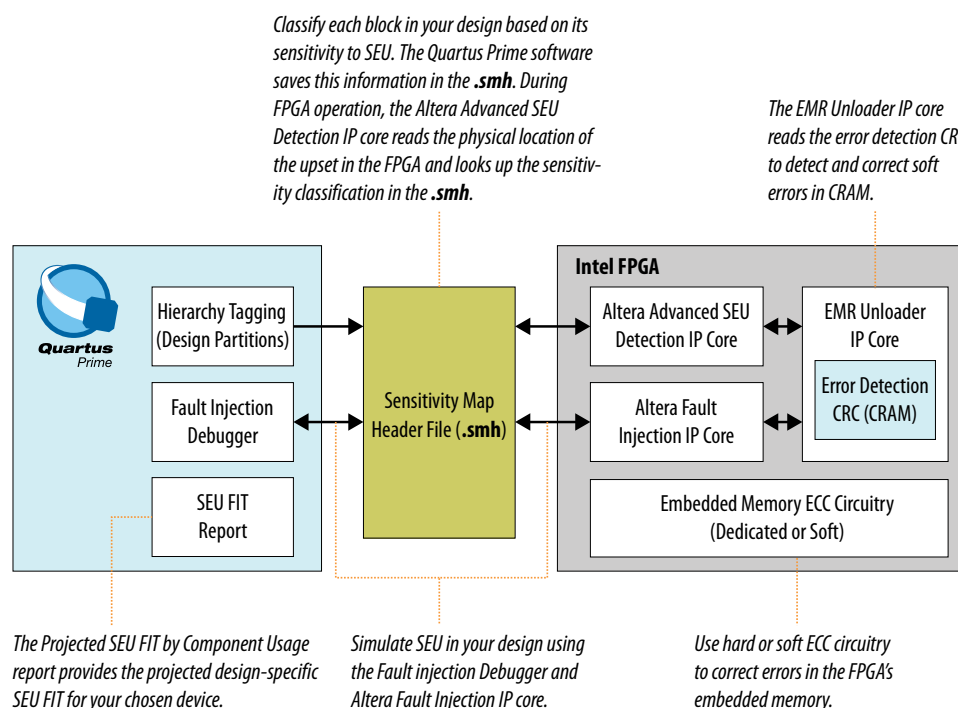 Classify each block in your design based on its
sensitivity to SEU. The Quartus Prime software
saves this information in the .smh. During
FPGA operation, the Altera Advanced SEU
Detection IP core reads the physical location of
the upset in the FPGA and looks up the sensitiv-
ity classification in the .smh.
The EMR Unloader IP core
reads the error detection CR
to detect and correct soft
errors in CRAM.
Quartus
Prime
Hierarchy Tagging
(Design Partitions)
Fault Injection
Debugger
SEU FIT
Report
Sensitivity Map
Header File (.smh)
Intel FPGA
Altera Advanced SEU
Detection IP Core
EMR Unloader
IP Core
Error Detection
CRC (CRAM)
Altera Fault
Injection IP Core
Embedded Memory ECC Circuitry
(Dedicated or Soft)
The Projected SEU FIT by Component Usage
report provides the projected design-specific
SEU FIT for your chosen device.
Simulate SEU in your design using
the Fault injection Debugger and
Altera Fault Injection IP core.
Use hard or soft ECC circuitry
to correct errors in the FPGA's
embedded memory.